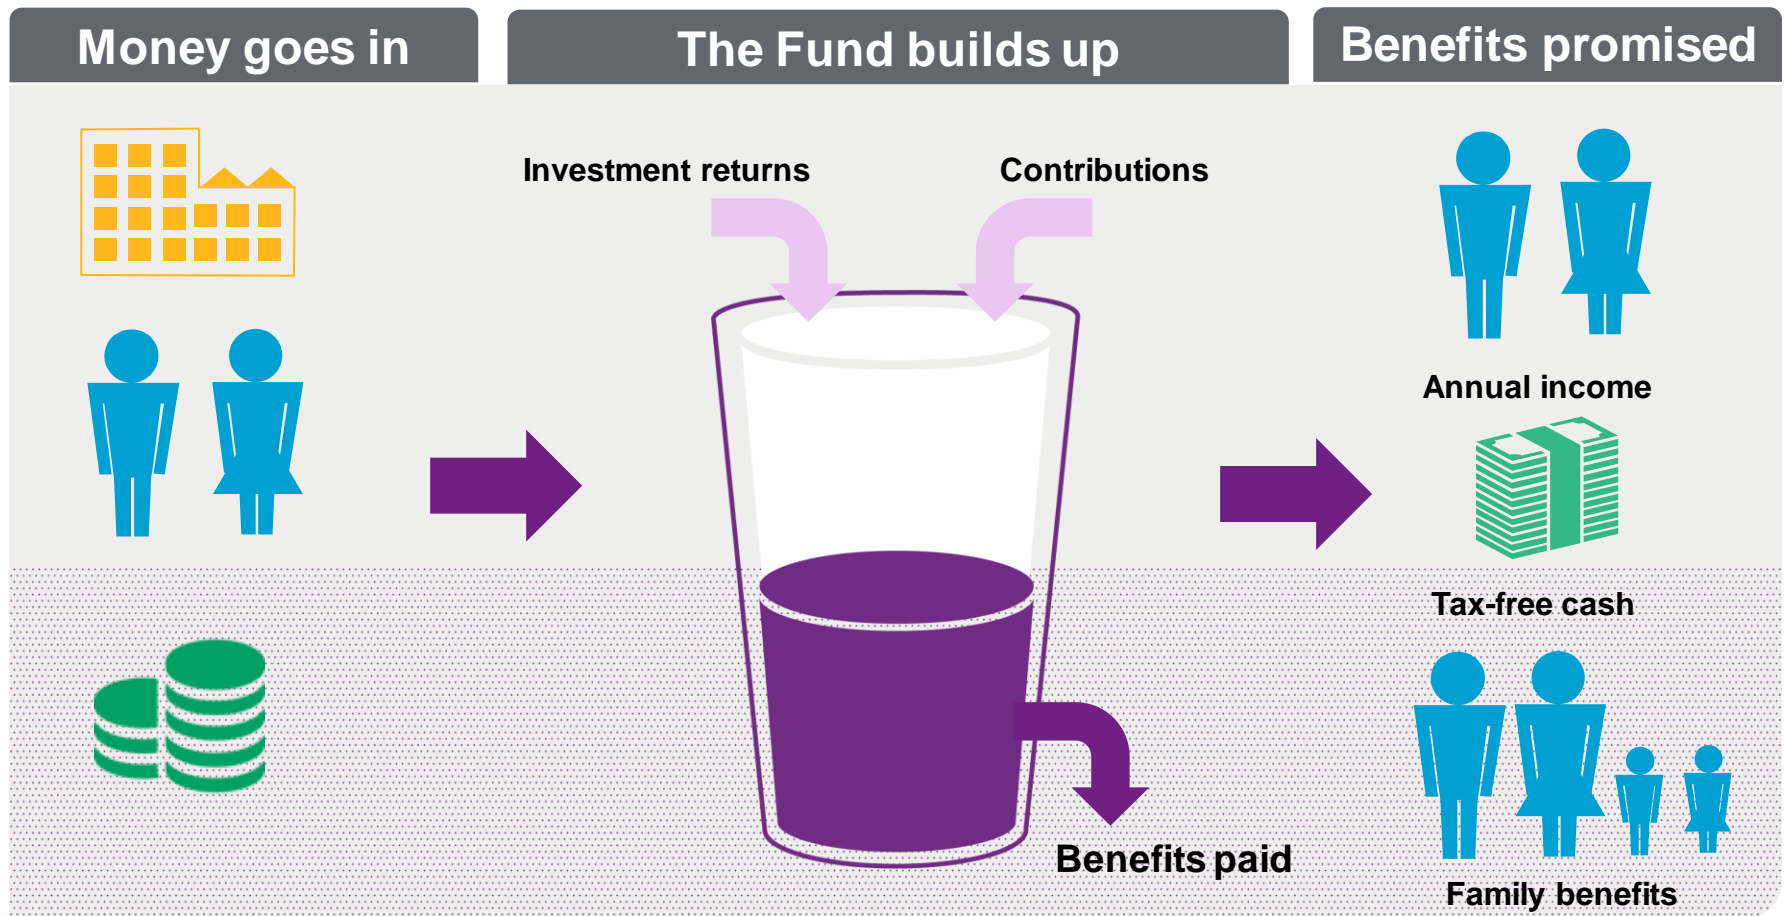 Money goes in
The Fund builds up
Benefits promised
Investment returns
Contributions
Benefits paid
Annual income
Tax-free cash
Family benefits